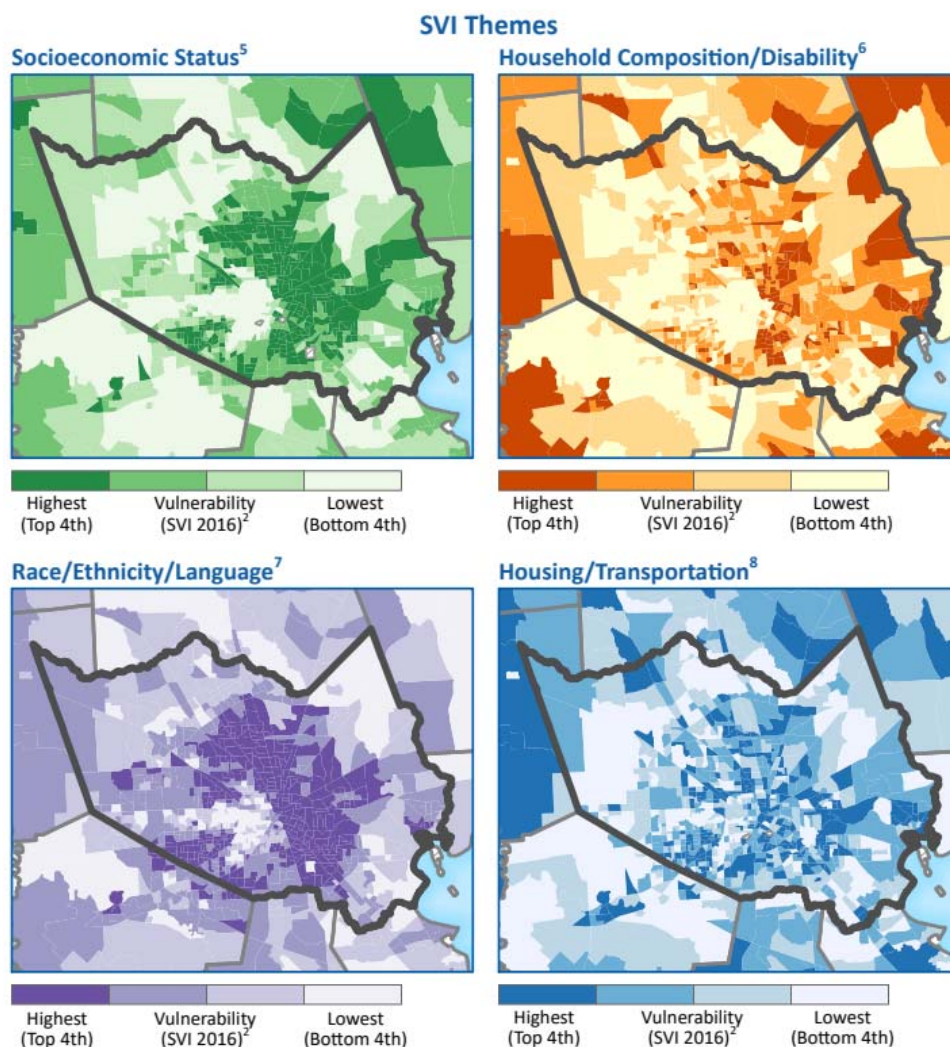 SVI Themes
Socioeconomic Status5
Household Composition/Disability6
Highest
(Top 4th)
Vulnerability
(SVI 2016)2
Lowest
(Bottom 4th)
Highest
(Top 4th)
Vulnerability
(SVI 2016)2
Lowest
(Bottom 4th)
Race/Ethnicity/Language7
Housing/Transportation8
Highest
(Top 4th)
Vulnerability
(SVI 2016)2
Lowest
(Bottom 4th)
Highest
(Top 4th)
Vulnerability
(SVI 2016)2
Lowest
(Bottom 4th)